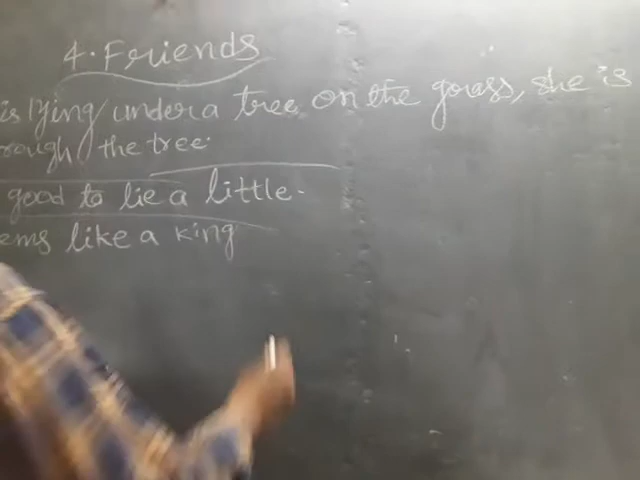 4. Friends
is lying under a tree on the grass, she is
rough the tree.
good to lie a little.
ems like a king